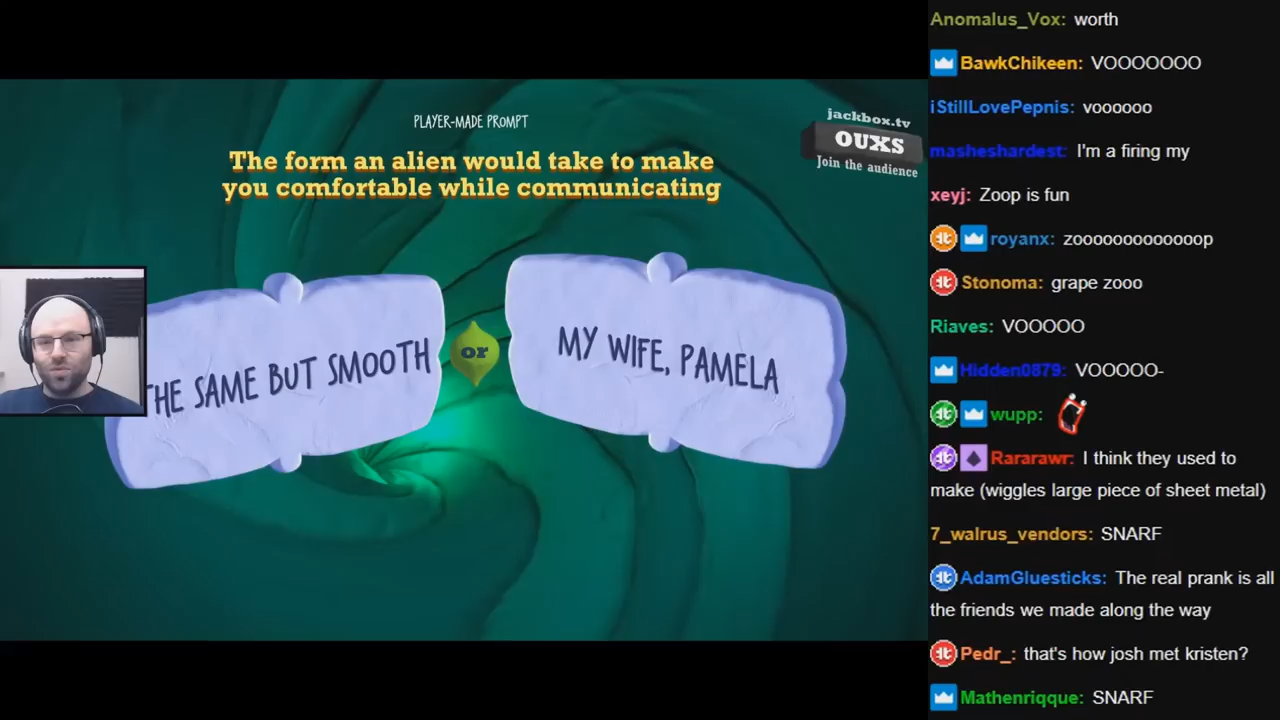 PLAYER-MADE PROMPT
The form an alien would take to make
you comfortable while communicating
jackbox.tv
OUXS
Join the audience
THE SAME BUT SMOOTH
or
MY WIFE, PAMELA
Anomalus_Vox: worth
BawkChikeen: VOOOOOOO
iStillLovePepnis: voooooo
masheshardest: I'm a firing my
xeyj: Zoop is fun
royanx: zoooooooooooop
Stonoma: grape zooo
Riaves: VOOOOO
Hidden0879: VOOOOO-
wupp:
Rararawr: I think they used to
make (wiggles large piece of sheet metal)
7_walrus_vendors: SNARF
AdamGluesticks: The real prank is all
the friends we made along the way
Pedr_: that's how josh met kristen?
Mathenriqque: SNARF